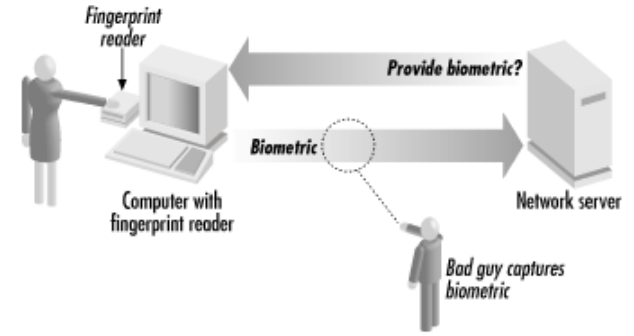 Fingerprint
reader
Provide biometric?
Biometric
Computer with
fingerprint reader
Network server
Bad guy captures
biometric